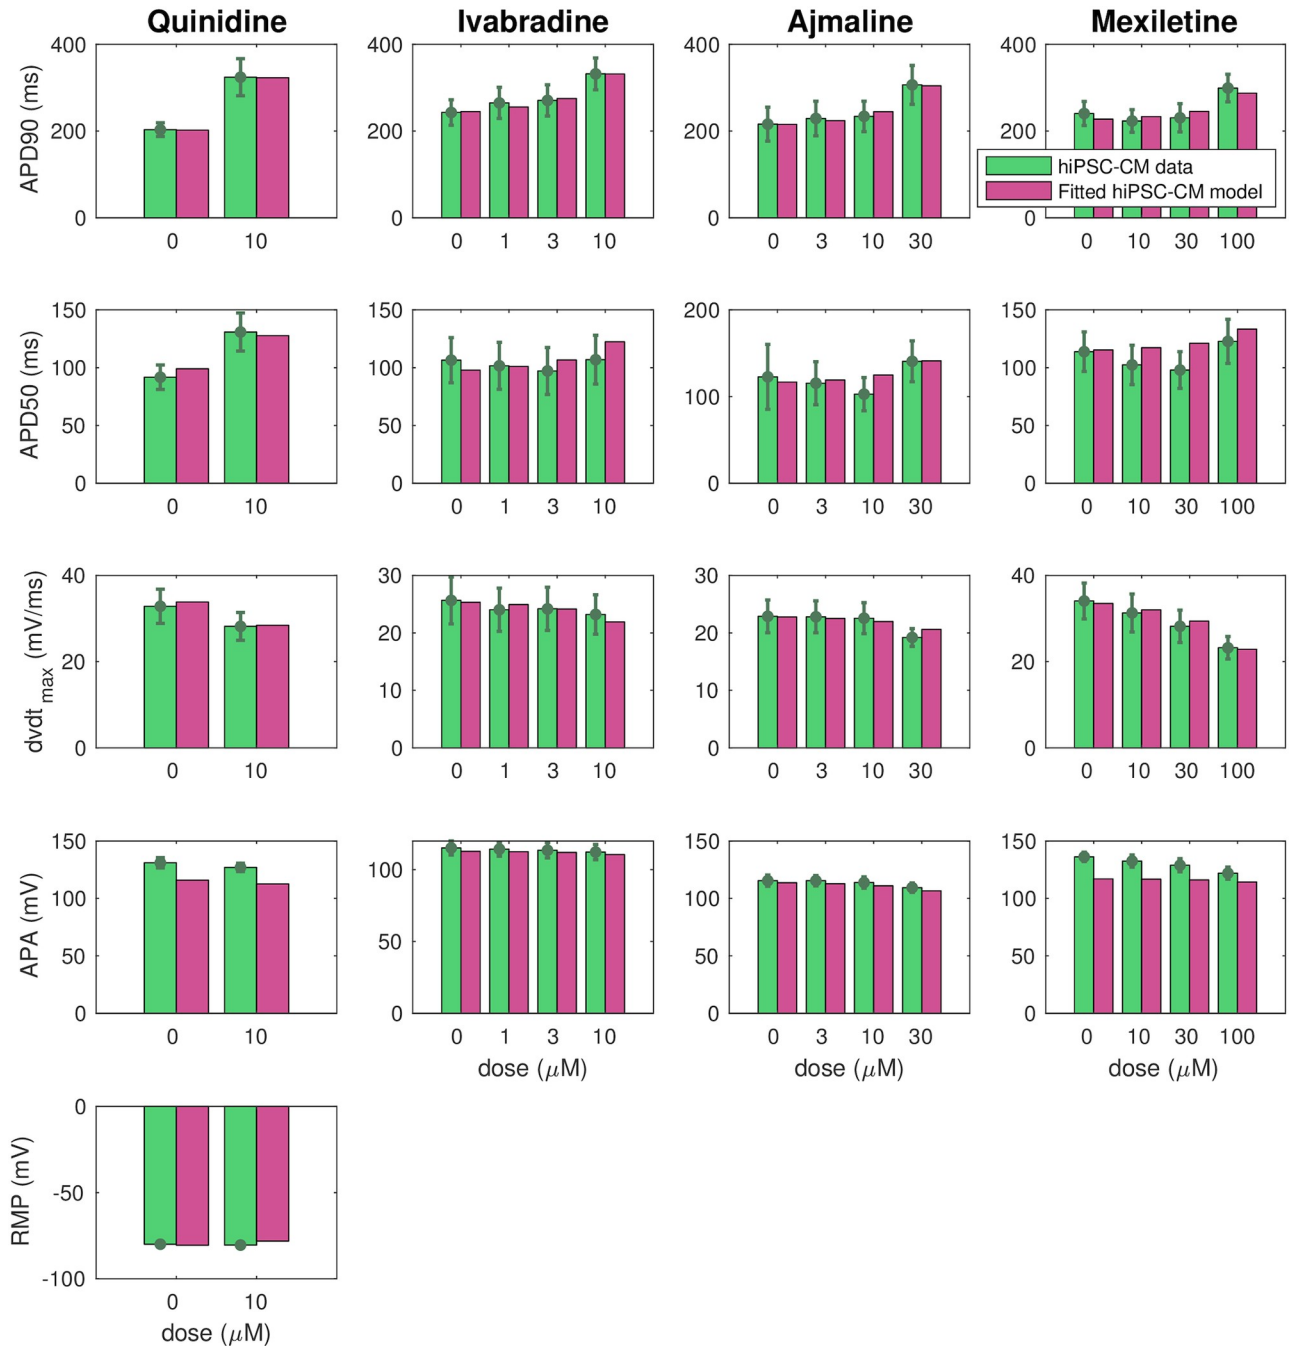 Quinidine Ivabradine Ajmaline Mexiletine
APD90 (ms)
400 400 400 400
200 200 200 200
0 0 0 0
hiPSC-CM data
Fitted hiPSC-CM model
0 10 0 1 3 10 0 3 10 30 0 10 30 100
APD50 (ms)
150 150 200 150
100 100 100 100
50 50 50
0 0 0 0
0 10 0 1 3 10 0 3 10 30 0 10 30 100
dvdt max (mV/ms)
40 30 30 40
20 20 20 20
10 10
0 0 0 0
0 10 0 1 3 10 0 3 10 30 0 10 30 100
APA (mV)
150 150 150
100 100 100 100
50 50 50 50
0 0 0 0
0 10 0 1 3 10 0 3 10 30 0 10 30 100
dose (μM) dose (μM) dose (μM)
RMP (mV)
0
-50
-100
0 10
dose (μM)